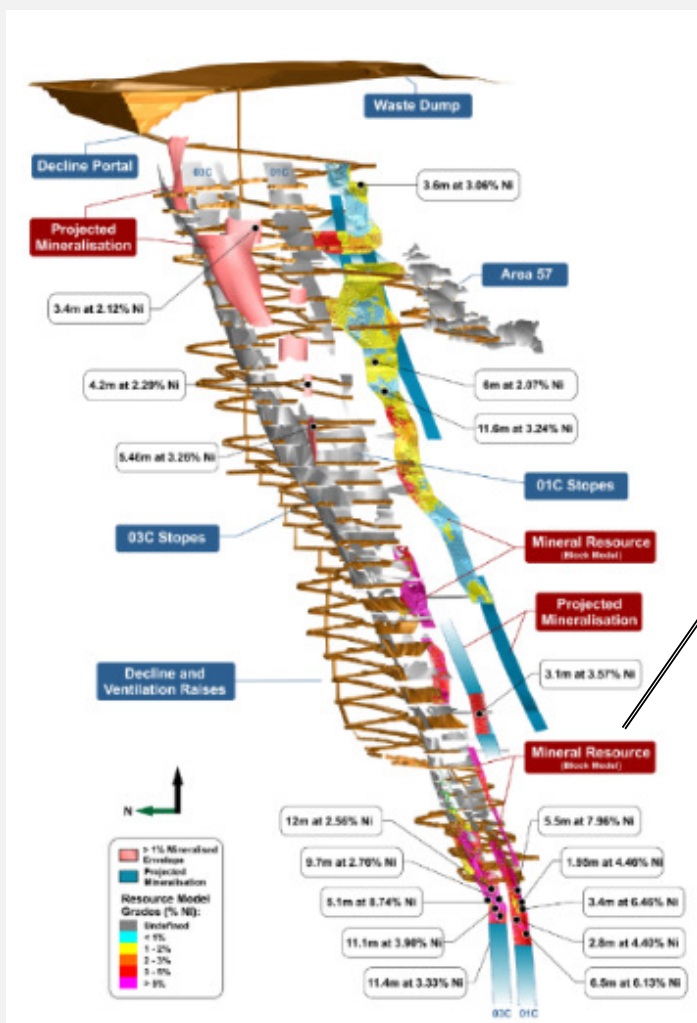 Waste Dump
Decline Portal
03C
01C
3.6m at 3.06% Ni
Projected
Mineralisation
Area 57
3.4m at 2.12% Ni
4.2m at 2.29% Ni
6m at 2.07% Ni
11.6m at 3.24% Ni
5.46m at 3.26% Ni
01C Stopes
03C Stopes
Mineral Resource
(Block Model)
Projected
Mineralisation
Decline and
Ventilation Raises
3.1m at 3.57% Ni
Mineral Resource
(Block Model)
N
12m at 2.56% Ni
5.5m at 7.96% Ni
9.7m at 2.76% Ni
1.95m at 4.46% Ni
5.1m at 8.74% Ni
3.4m at 6.46% Ni
11.1m at 3.90% Ni
2.8m at 4.40% Ni
11.4m at 3.33% Ni
6.5m at 6.13% Ni
> 1% Mineralised
Envelope
Projected
Mineralisation
Resource Model
Grades (% Ni):
Undefined
< 1%
1 - 2%
2 - 3%
3 - 5%
> 5%
03C
01C